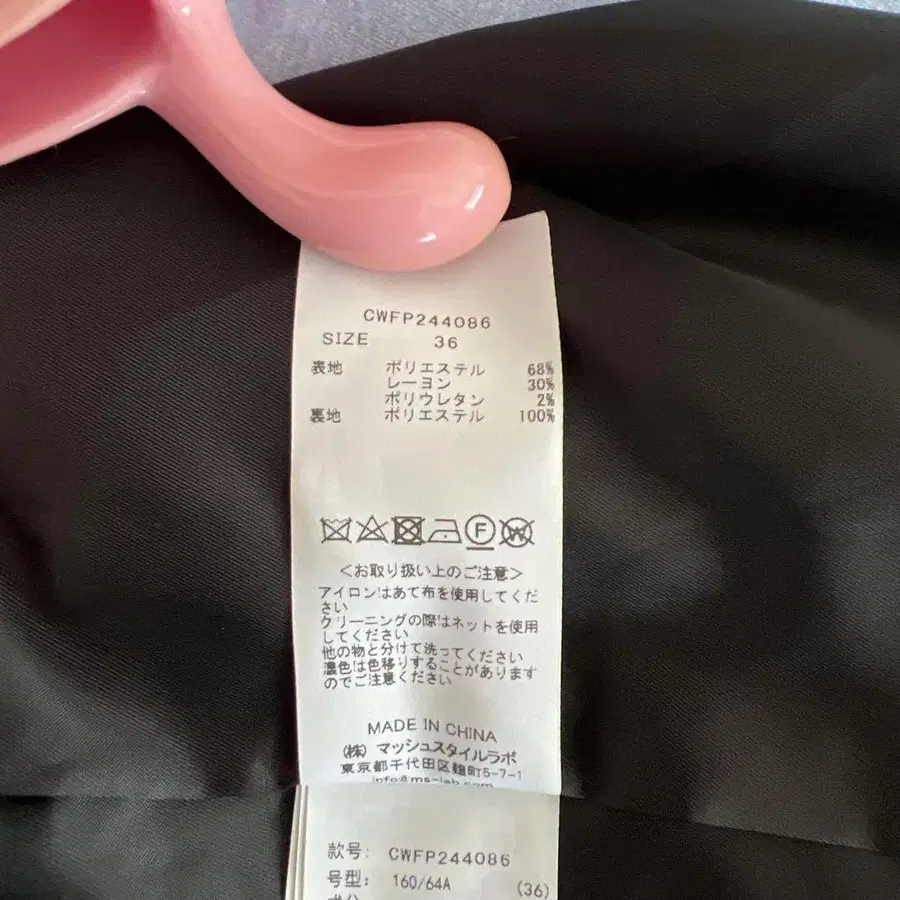 CWFP244086
SIZE 36
表地 ポリエステル 68%
レーヨン 30%
ポリウレタン 2%
裏地 ポリエステル 100%
F W
<お取り扱い上のご注意>
アイロンはあて布を使用してくだ
さい
クリーニングの際はネットを使用
してください
他の物と分けて洗ってください
濃色は色移りすることがあります
のでご注意ください
MADE IN CHINA
(株) マッシュスタイルラボ
東京都千代田区麹町5-7-1
info@ms-lab.com
款号: CWFP244086
号型: 160/64A (36)